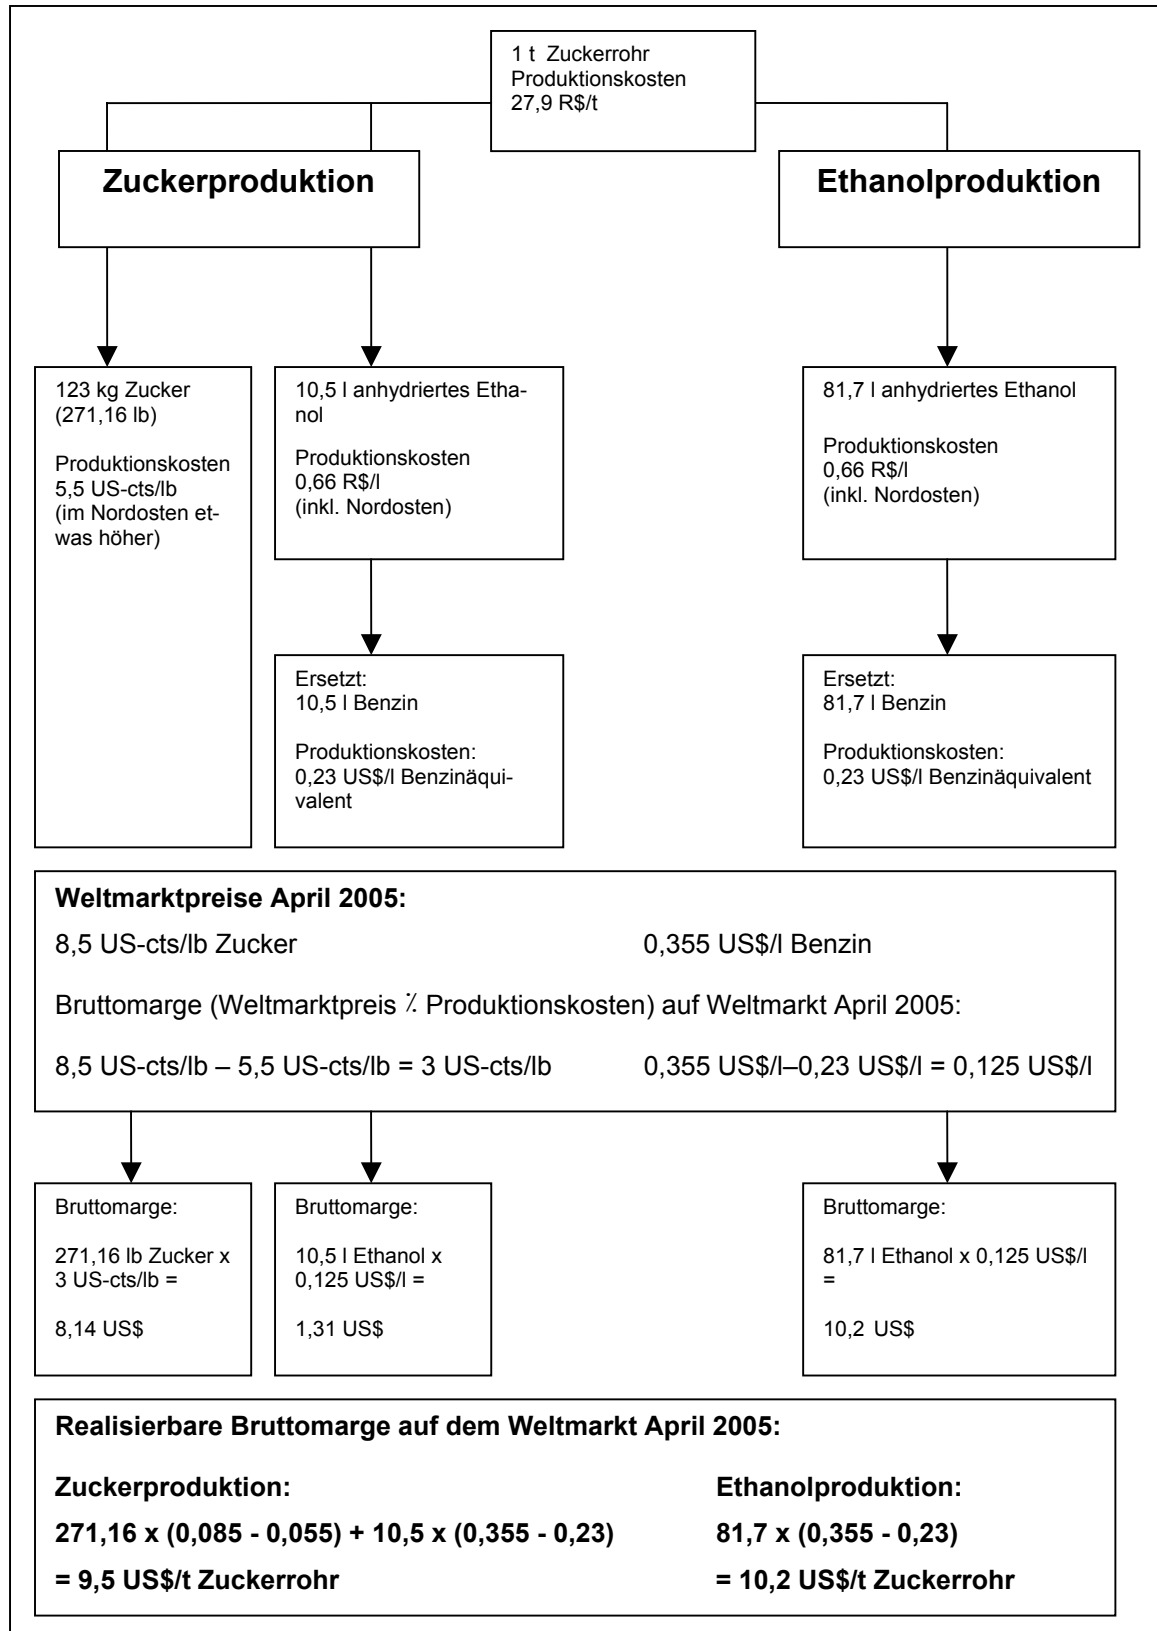 1 t Zuckerrohr
Produktionskosten
27,9 R$/t
Zuckerproduktion
Ethanolproduktion
123 kg Zucker
(271,16 lb)
Produktionskosten
5,5 US-cts/lb
(im Nordosten et-
was höher)
10,5 l anhydriertes Etha-
nol
Produktionskosten
0,66 R$/l
(inkl. Nordosten)
81,7 l anhydriertes Ethanol
Produktionskosten
0,66 R$/l
(inkl. Nordosten)
Ersetzt:
10,5 l Benzin
Produktionskosten:
0,23 US$/l Benzinäqui-
valent
Ersetzt:
81,7 l Benzin
Produktionskosten:
0,23 US$/l Benzinäquivalent
Weltmarktpreise April 2005:
8,5 US-cts/lb Zucker 0,355 US$/l Benzin
Bruttomarge (Weltmarktpreis ⁒ Produktionskosten) auf Weltmarkt April 2005:
8,5 US-cts/lb – 5,5 US-cts/lb = 3 US-cts/lb 0,355 US$/l–0,23 US$/l = 0,125 US$/l
Bruttomarge:
271,16 lb Zucker x
3 US-cts/lb =
8,14 US$
Bruttomarge:
10,5 l Ethanol x
0,125 US$/l =
1,31 US$
Bruttomarge:
81,7 l Ethanol x 0,125 US$/l
=
10,2 US$
Realisierbare Bruttomarge auf dem Weltmarkt April 2005:
Zuckerproduktion:
271,16 x (0,085 - 0,055) + 10,5 x (0,355 - 0,23)
= 9,5 US$/t Zuckerrohr
Ethanolproduktion:
81,7 x (0,355 - 0,23)
= 10,2 US$/t Zuckerrohr